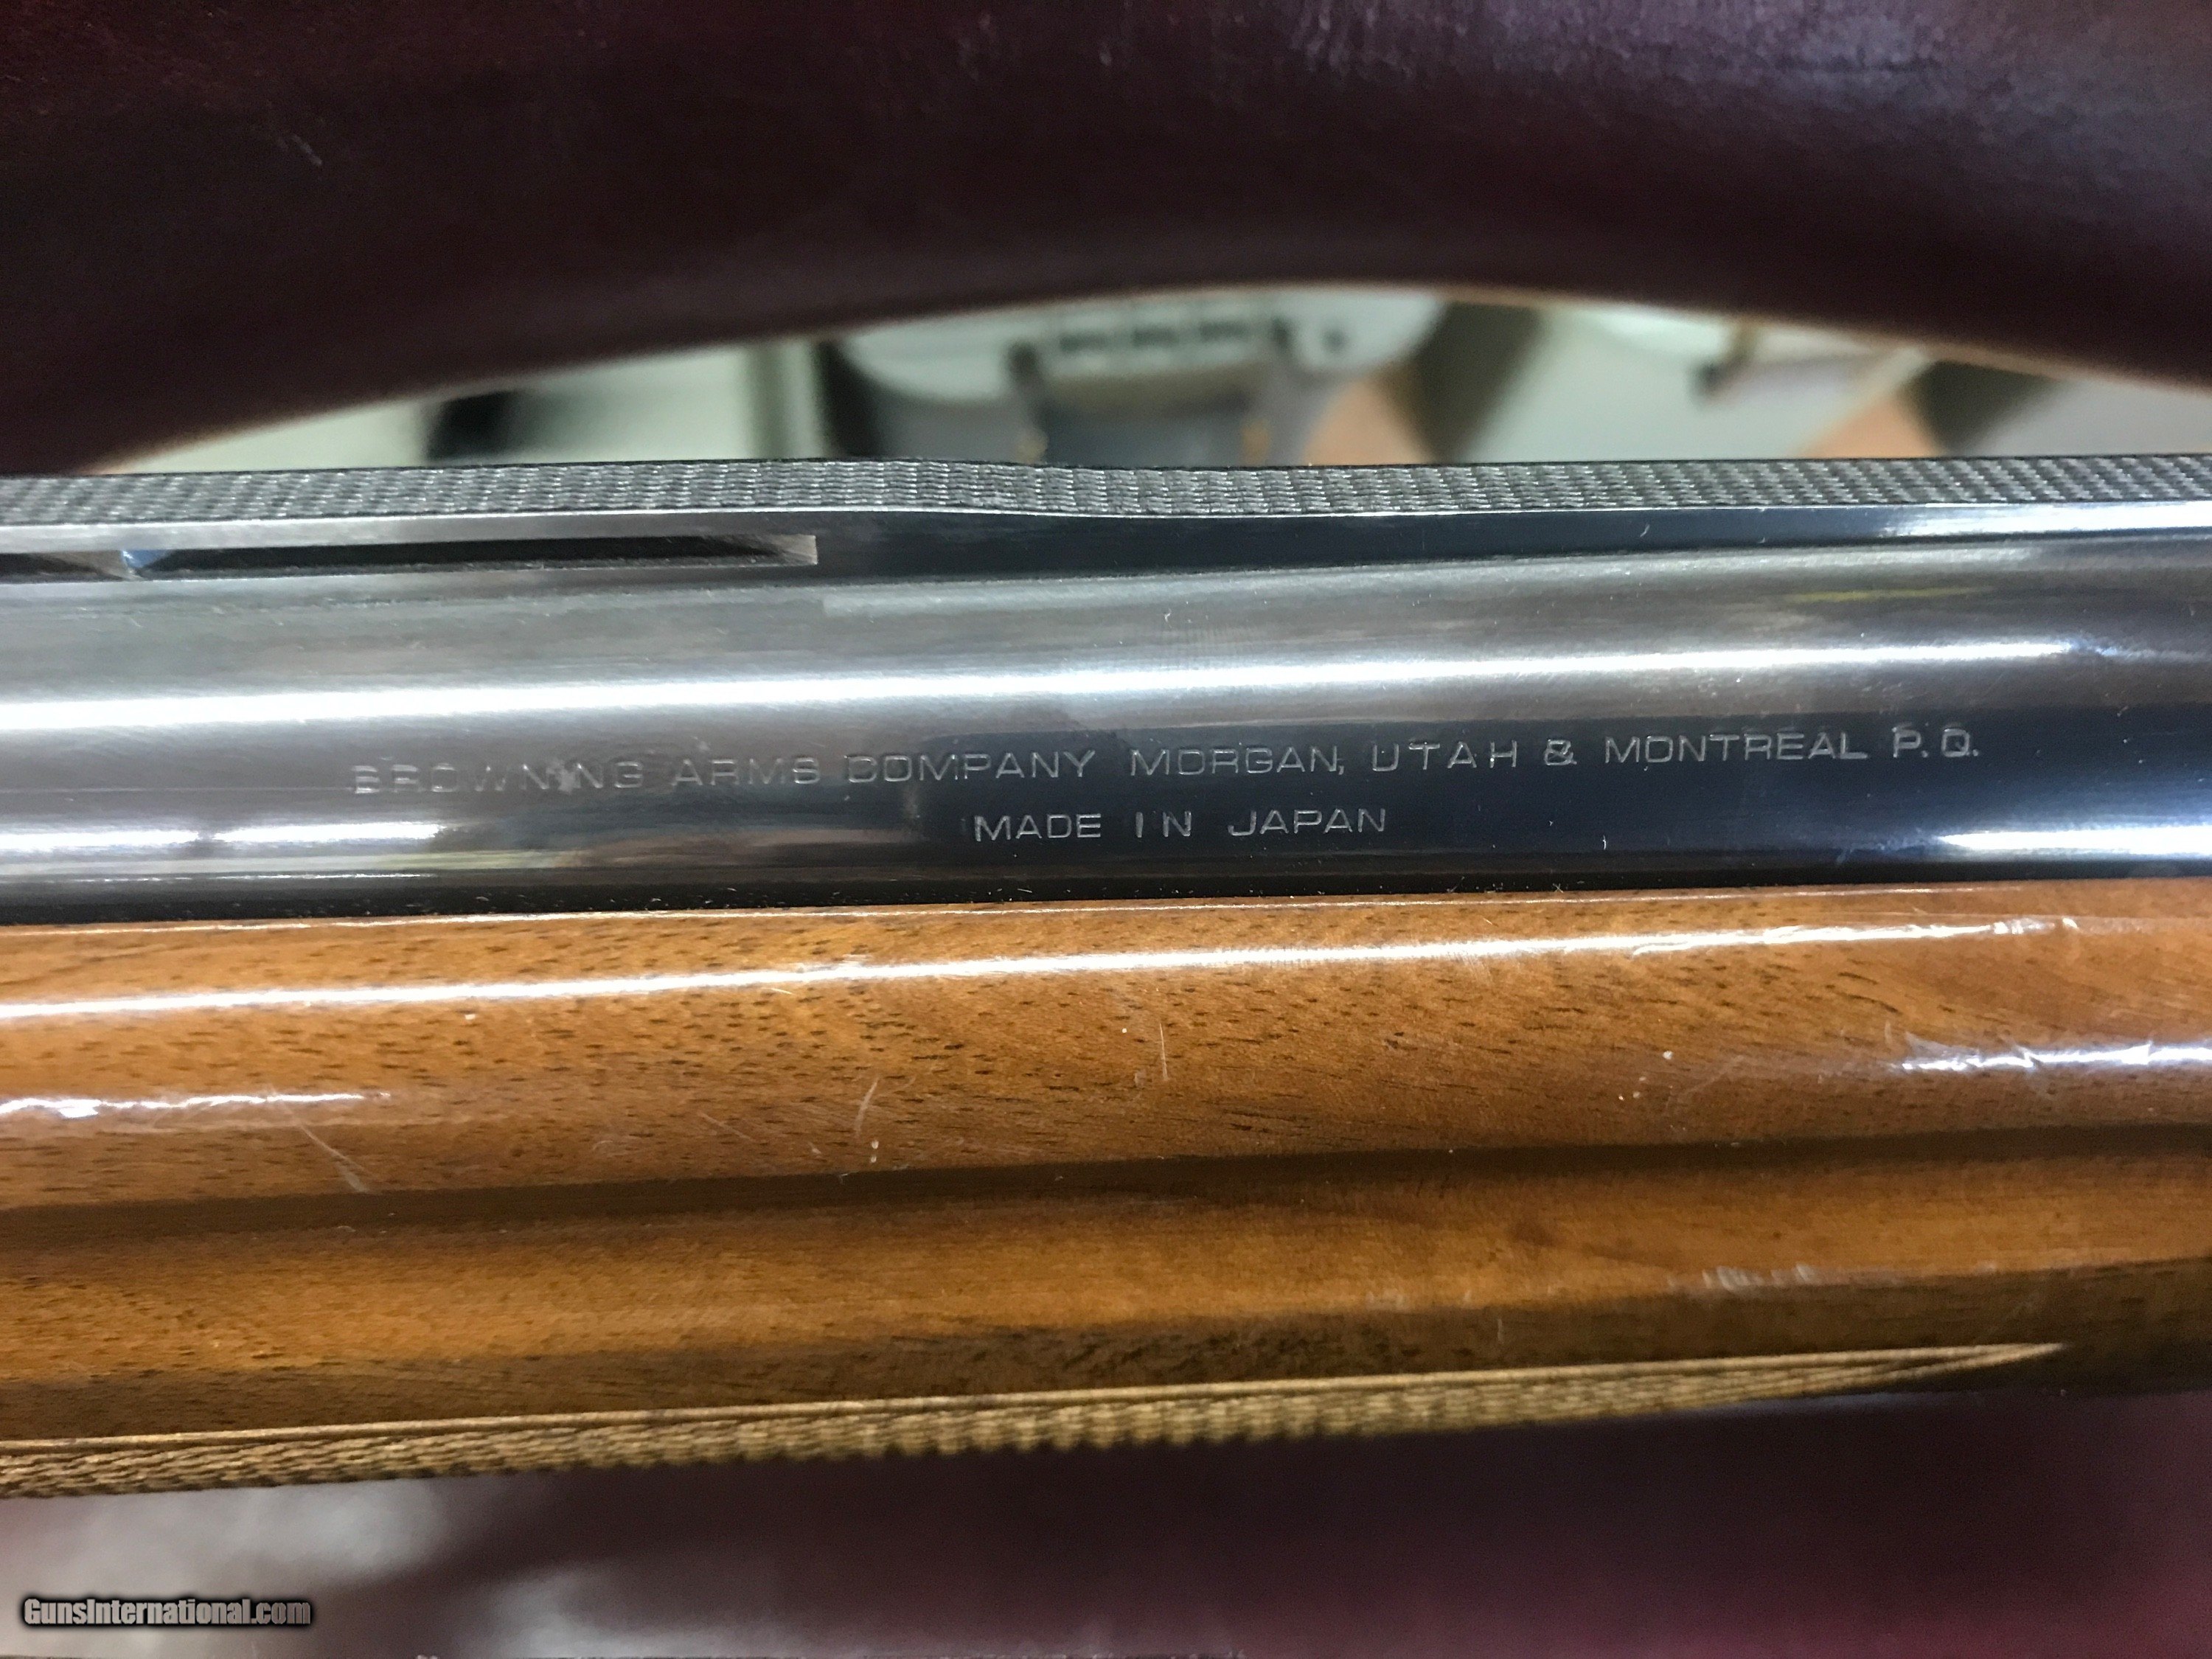 BROWNING ARMS COMPANY MORGAN, UTAH & MONTREAL P.Q.
MADE IN JAPAN
GunsInternational.com